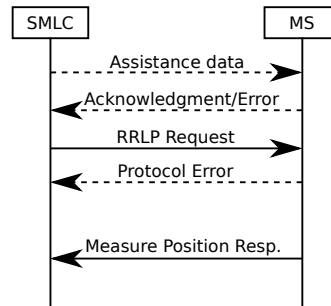 SMLC
MS
Assistance data
Acknowledgment/Error
RRLP Request
Protocol Error
Measure Position Resp.